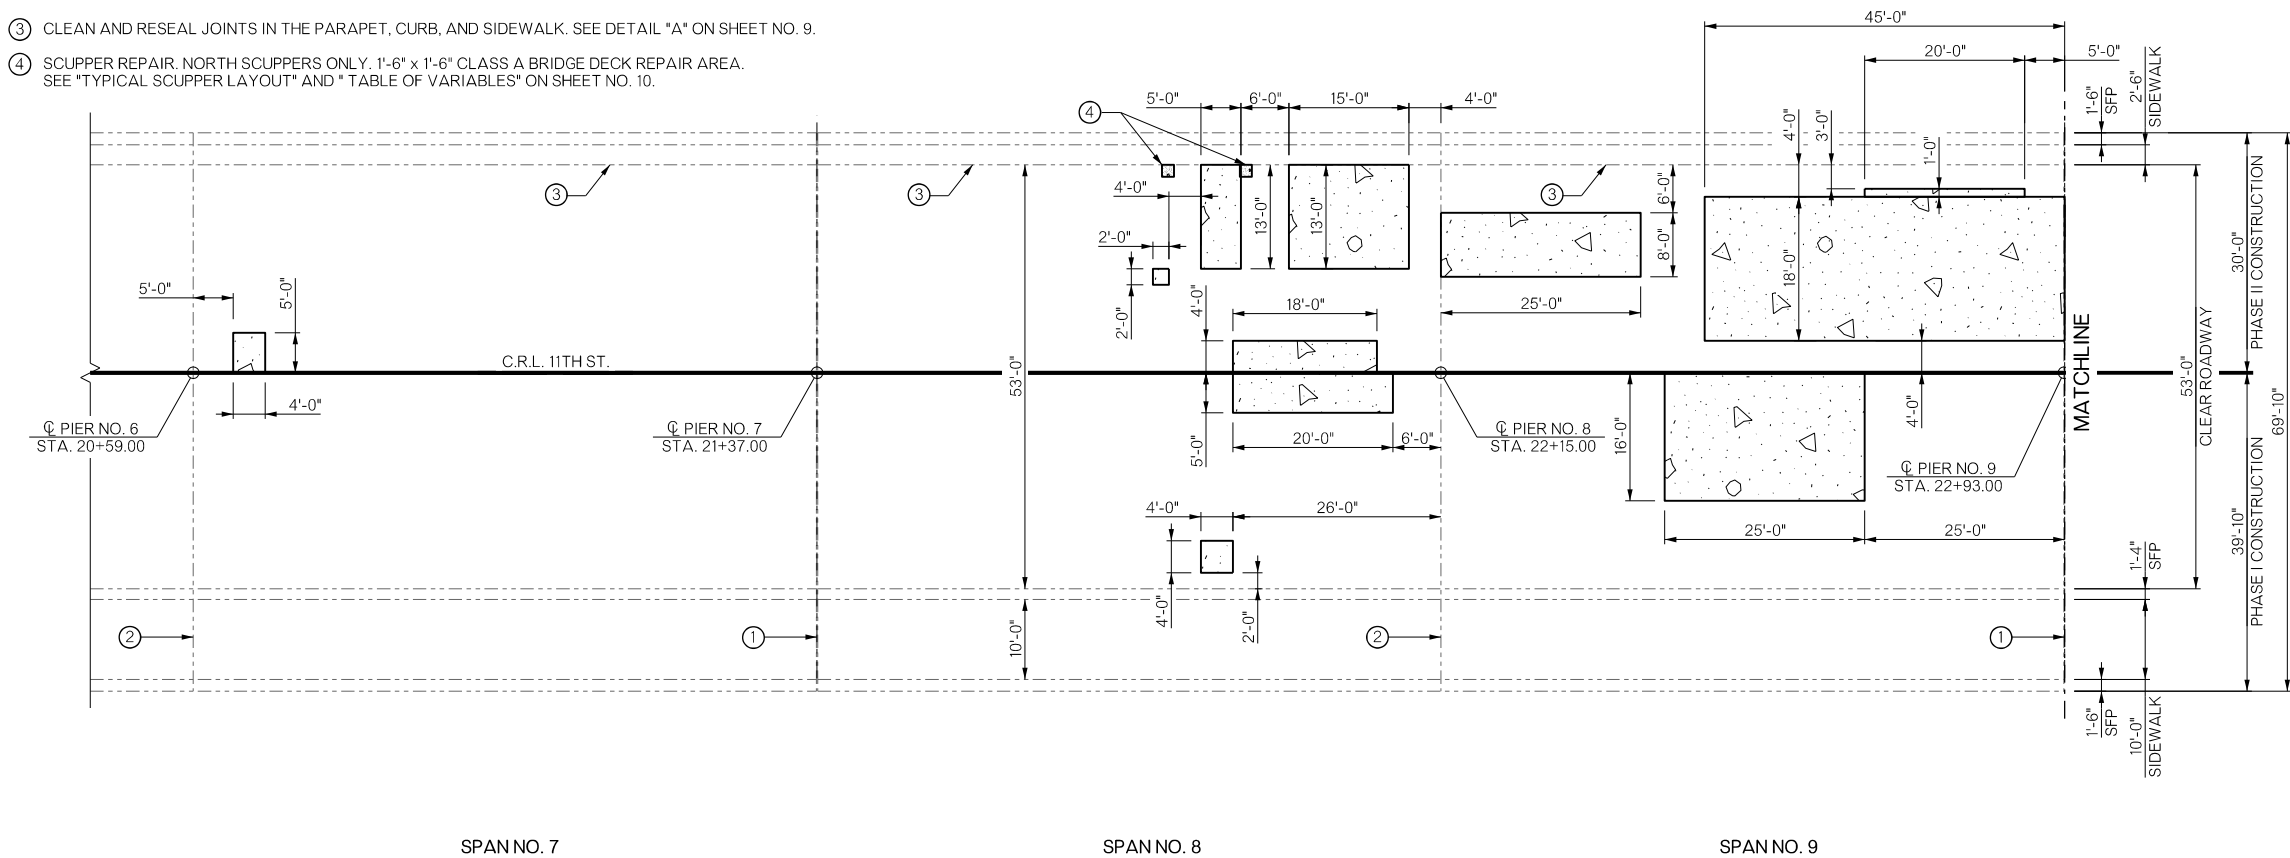 3 CLEAN AND RESEAL JOINTS IN THE PARAPET, CURB, AND SIDEWALK. SEE DETAIL "A" ON SHEET NO. 9.
4 SCUPPER REPAIR. NORTH SCUPPERS ONLY. 1'-6" x 1'-6" CLASS A BRIDGE DECK REPAIR AREA.
SEE "TYPICAL SCUPPER LAYOUT" AND " TABLE OF VARIABLES" ON SHEET NO. 10.
45'-0"
20'-0"
5'-0"
2'-6"
SIDEWALK
1'-6"
SFP
4
5'-0"
6'-0"
15'-0"
4'-0"
4'-0"
3'-0"
1'-0"
3
3
4'-0"
3
13'-0"
13'-0"
6'-0"
8'-0"
18'-0"
2'-0"
2'-0"
5'-0"
5'-0"
4'-0"
18'-0"
25'-0"
30'-0"
PHASE II CONSTRUCTION
C.R.L. 11TH ST.
53'-0"
MATCHLINE
53'-0"
CLEAR ROADWAY
69'-10"
4'-0"
4'-0"
℄ PIER NO. 6
STA. 20+59.00
℄ PIER NO. 7
STA. 21+37.00
5'-0"
20'-0"
6'-0"
℄ PIER NO. 8
STA. 22+15.00
16'-0"
℄ PIER NO. 9
STA. 22+93.00
4'-0"
26'-0"
25'-0"
25'-0"
39'-10"
PHASE I CONSTRUCTION
1'-4"
SFP
4'-0"
2'-0"
10'-0"
2
1
2
1
1'-6"
SFP
10'-0"
SIDEWALK
SPAN NO. 7
SPAN NO. 8
SPAN NO. 9